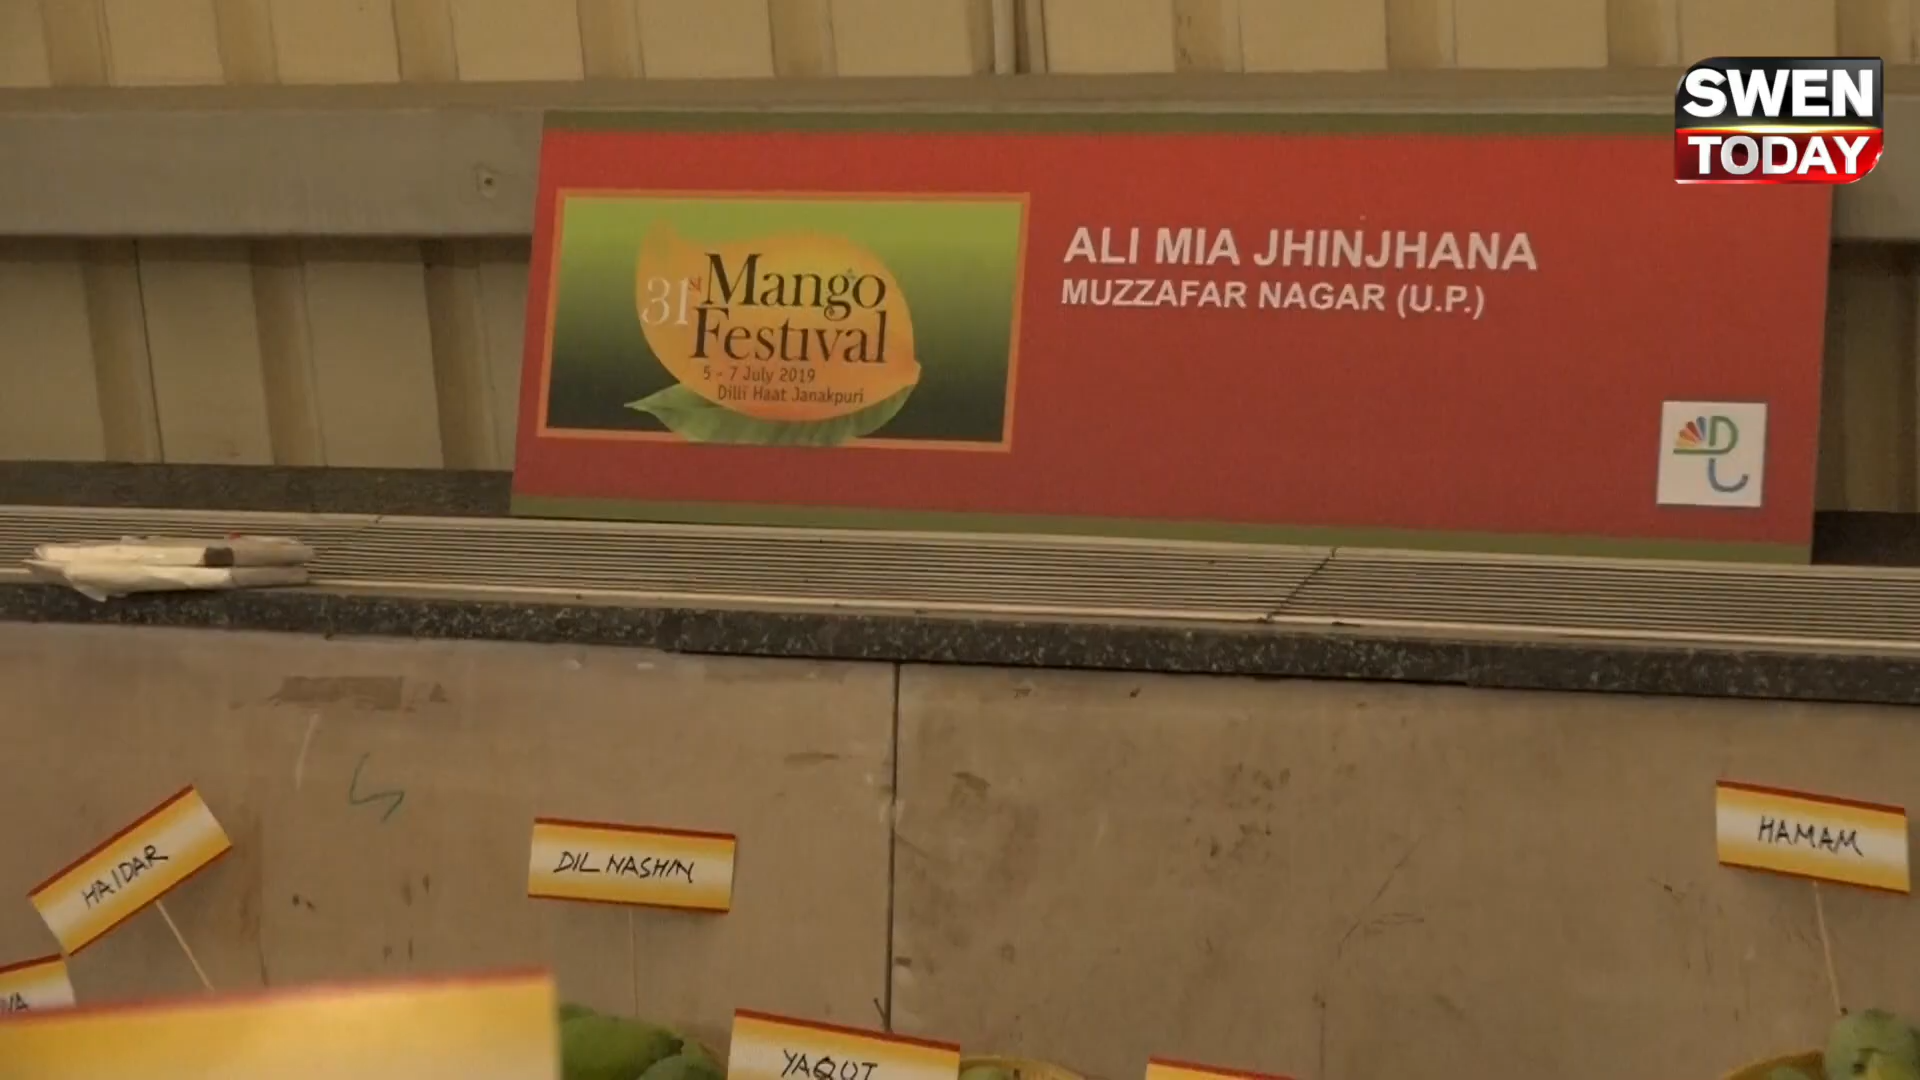 SWEN
TODAY
31st Mango
Festival
5 - 7 July 2019
Dilli Haat Janakpuri
ALI MIA JHINJHANA
MUZZAFAR NAGAR (U.P.)
HAIDAR
DIL NASHIN
HAMAM
YAQUT